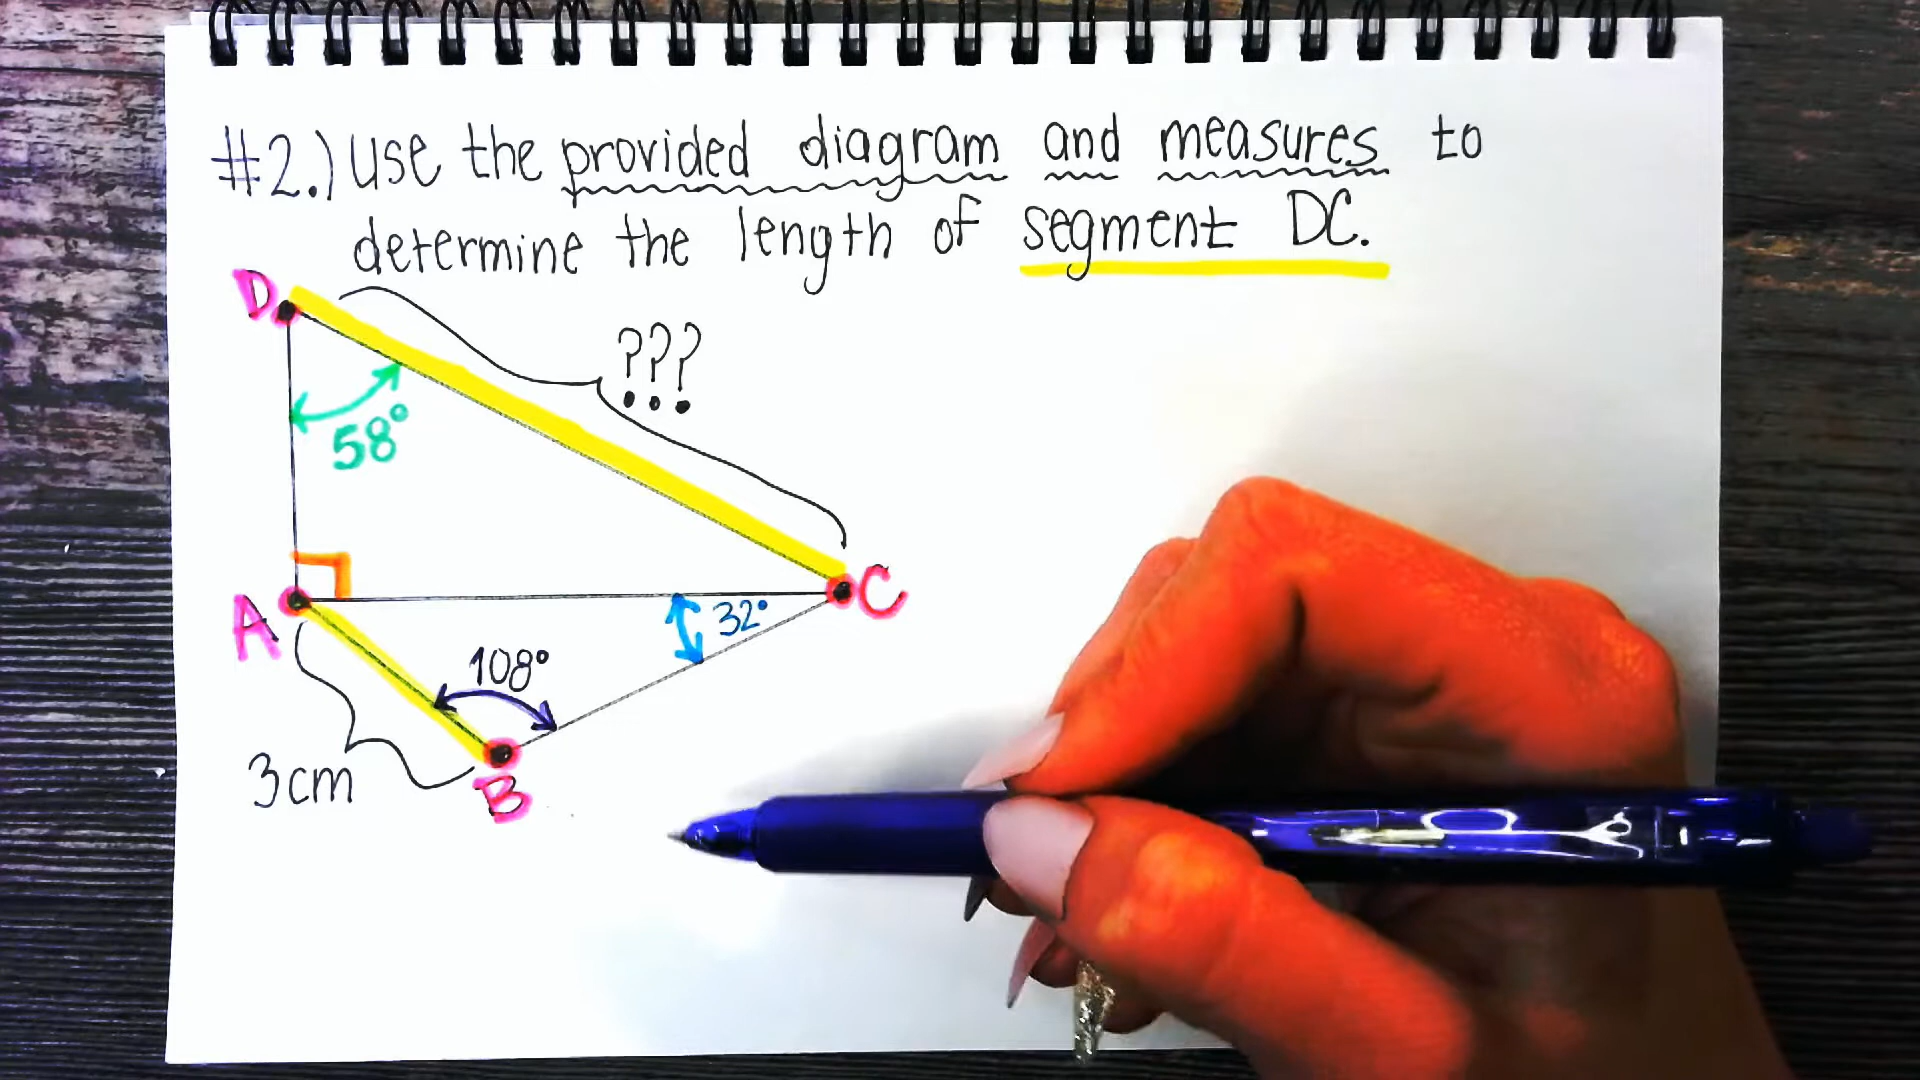 #2.) use the provided diagram and measures to
determine the length of segment DC.
D
???
58°
A
C
32°
108°
3cm
B